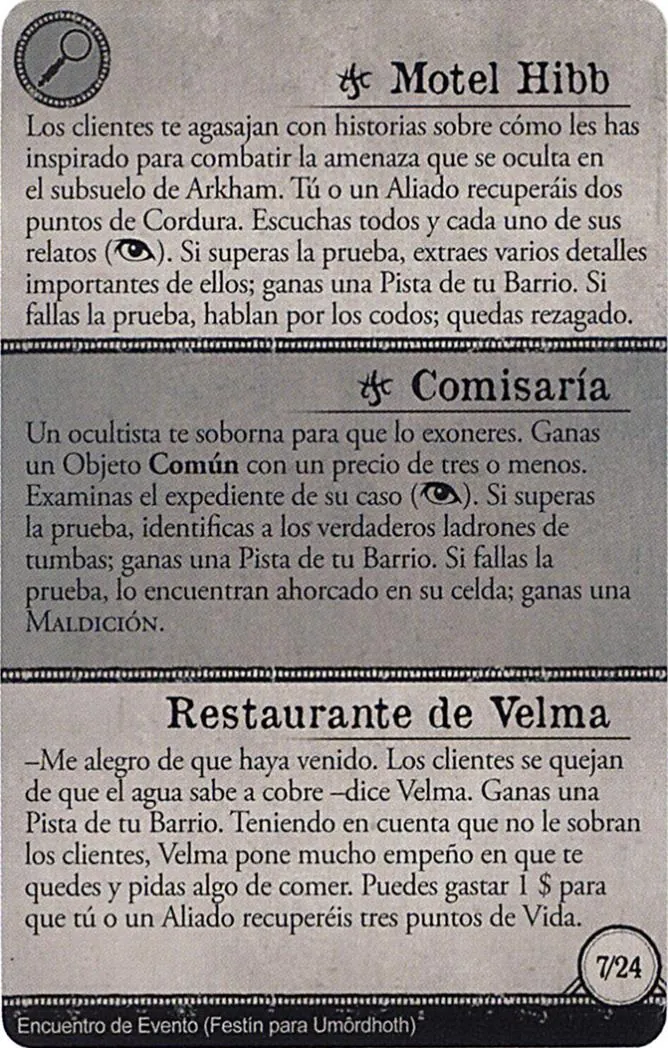 Motel Hibb
Los clientes te agasajan con historias sobre cómo les has
inspirado para combatir la amenaza que se oculta en
el subsuelo de Arkham. Tú o un Aliado recuperáis dos
puntos de Cordura. Escuchas todos y cada uno de sus
relatos (). Si superas la prueba, extraes varios detalles
importantes de ellos; ganas una Pista de tu Barrio. Si
fallas la prueba, hablan por los codos; quedas rezagado.
Comisaría
Un ocultista te soborna para que lo exoneres. Ganas
un Objeto Común con un precio de tres o menos.
Examinas el expediente de su caso (). Si superas
la prueba, identificas a los verdaderos ladrones de
tumbas; ganas una Pista de tu Barrio. Si fallas la
prueba, lo encuentran ahorcado en su celda; ganas una
MALDICIÓN.
Restaurante de Velma
–Me alegro de que haya venido. Los clientes se quejan
de que el agua sabe a cobre –dice Velma. Ganas una
Pista de tu Barrio. Teniendo en cuenta que no le sobran
los clientes, Velma pone mucho empeño en que te
quedes y pidas algo de comer. Puedes gastar 1 $ para
que tú o un Aliado recuperéis tres puntos de Vida.
7/24
Encuentro de Evento (Festín para Umôrdhoth)